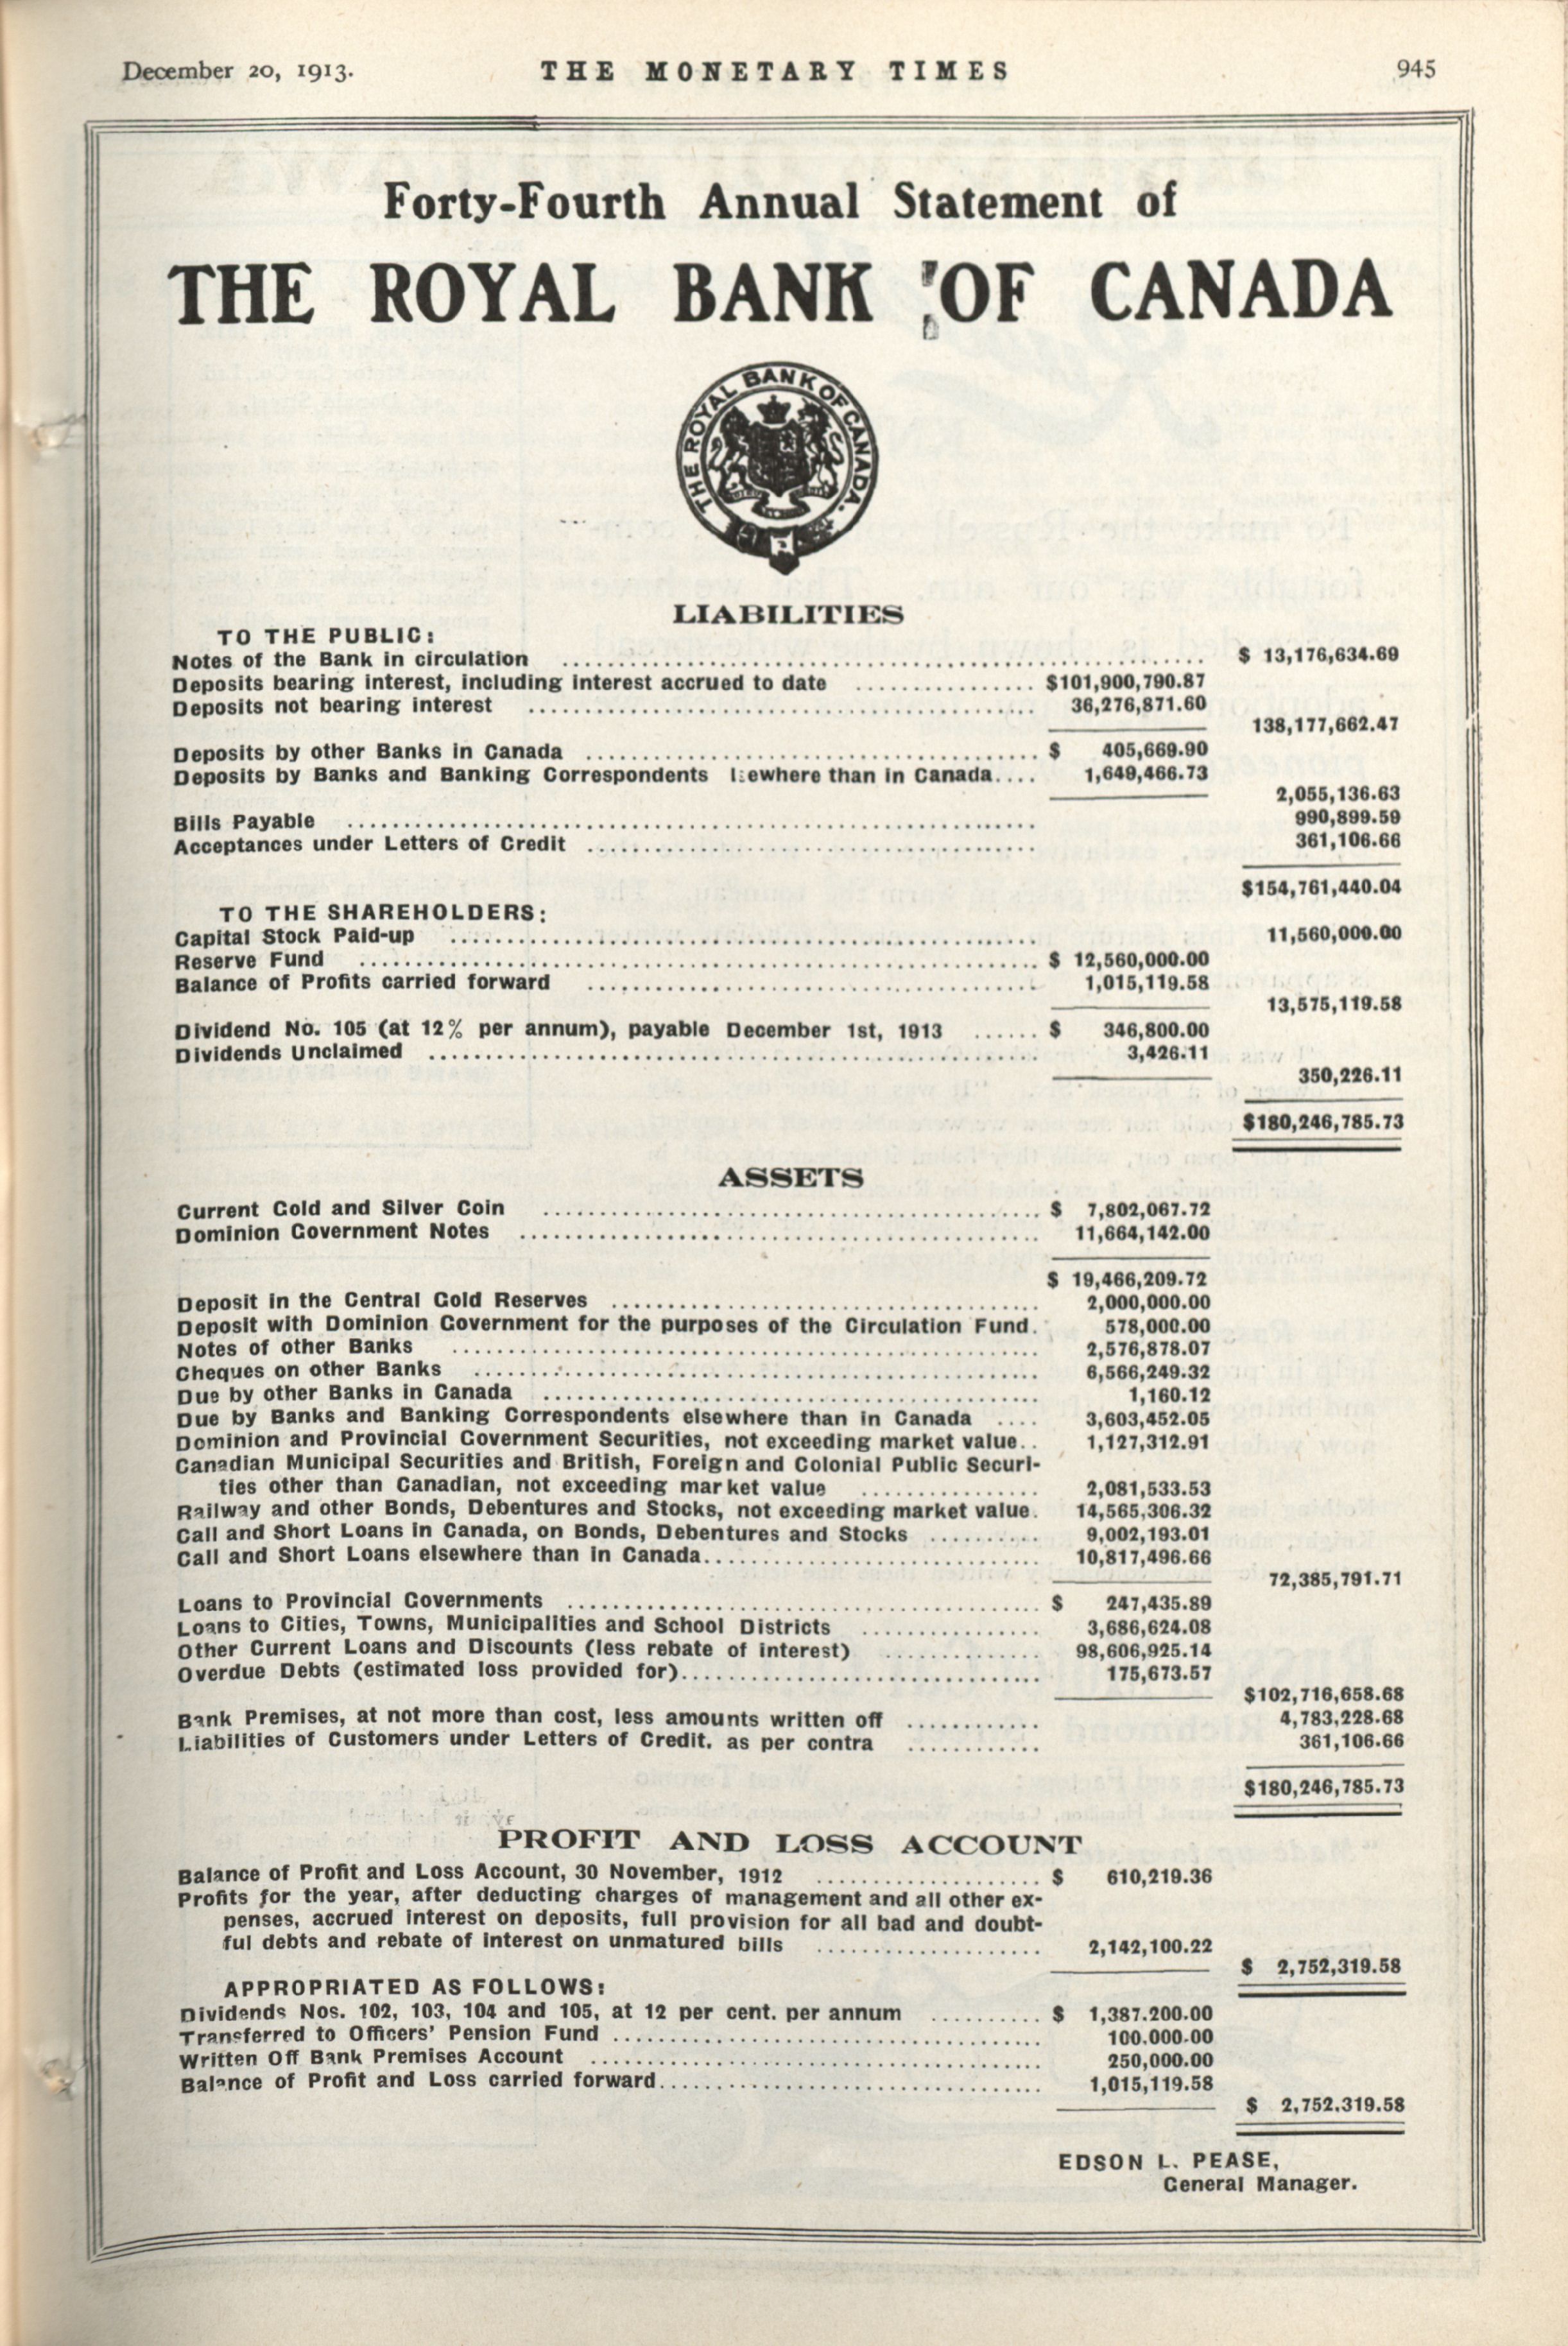 December 20, 1913. THE MONETARY TIMES 945
Forty-Fourth Annual Statement of
THE ROYAL BANK OF CANADA
THE ROYAL BANK OF CANADA.
LIABILITIES
TO THE PUBLIC:
Notes of the Bank in circulation .......... $ 13,176,634.69
Deposits bearing interest, including interest accrued to date .......... $101,900,790.87
Deposits not bearing interest .......... 36,276,871.60
138,177,662.47
Deposits by other Banks in Canada .......... $ 405,669.90
Deposits by Banks and Banking Correspondents ewhere than in Canada.... 1,649,466.73
2,055,136.63
Bills Payable .......... 990,899.59
Acceptances under Letters of Credit .......... 361,106.66
$154,761,440.04
TO THE SHAREHOLDERS:
Capital Stock Paid-up .......... 11,560,000.00
Reserve Fund .......... $ 12,560,000.00
Balance of Profits carried forward .......... 1,015,119.58
13,575,119.58
Dividend No. 105 (at 12% per annum), payable December 1st, 1913 ...... $ 346,800.00
Dividends Unclaimed .......... 3,426.11
350,226.11
$180,246,785.73
ASSETS
Current Gold and Silver Coin .......... $ 7,802,067.72
Dominion Government Notes .......... 11,664,142.00
$ 19,466,209.72
Deposit in the Central Gold Reserves .......... 2,000,000.00
Deposit with Dominion Government for the purposes of the Circulation Fund. 578,000.00
Notes of other Banks .......... 2,576,878.07
Cheques on other Banks .......... 6,566,249.32
Due by other Banks in Canada .......... 1,160.12
Due by Banks and Banking Correspondents elsewhere than in Canada .... 3,603,452.05
Dominion and Provincial Government Securities, not exceeding market value.. 1,127,312.91
Canadian Municipal Securities and British, Foreign and Colonial Public Securi-
ties other than Canadian, not exceeding market value .......... 2,081,533.53
Railway and other Bonds, Debentures and Stocks, not exceeding market value. 14,565,306.32
Call and Short Loans in Canada, on Bonds, Debentures and Stocks .......... 9,002,193.01
Call and Short Loans elsewhere than in Canada.......... 10,817,496.66
72,385,791.71
Loans to Provincial Governments .......... $ 247,435.89
Loans to Cities, Towns, Municipalities and School Districts .......... 3,686,624.08
Other Current Loans and Discounts (less rebate of interest) .......... 98,606,925.14
Overdue Debts (estimated loss provided for).......... 175,673.57
$102,716,658.68
Bank Premises, at not more than cost, less amounts written off .......... 4,783,228.68
Liabilities of Customers under Letters of Credit, as per contra .......... 361,106.66
$180,246,785.73
PROFIT AND LOSS ACCOUNT
Balance of Profit and Loss Account, 30 November, 1912 .......... $ 610,219.36
Profits for the year, after deducting charges of management and all other ex-
penses, accrued interest on deposits, full provision for all bad and doubt-
ful debts and rebate of interest on unmatured bills .......... 2,142,100.22
$ 2,752,319.58
APPROPRIATED AS FOLLOWS:
Dividends Nos. 102, 103, 104 and 105, at 12 per cent. per annum .......... $ 1,387.200.00
Transferred to Officers' Pension Fund .......... 100.000.00
Written Off Bank Premises Account .......... 250,000.00
Balance of Profit and Loss carried forward.......... 1,015,119.58
$ 2,752.319.58
EDSON L. PEASE,
General Manager.